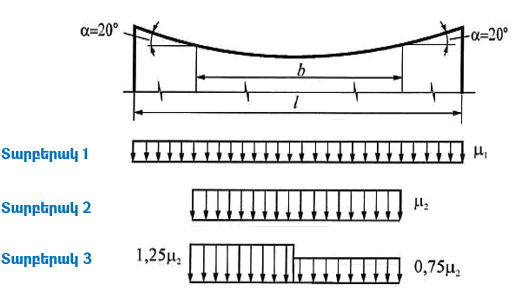 α=20°
α=20°
b
l
Տարբերակ 1
μ₁
Տարբերակ 2
μ₂
Տարբերակ 3
1,25μ₂
0,75μ₂